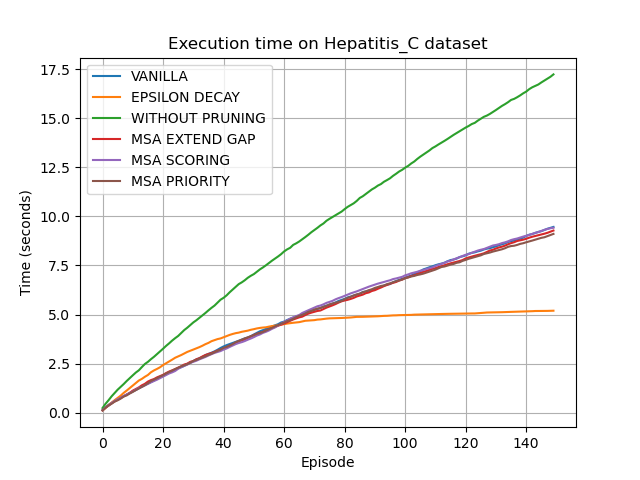 Execution time on Hepatitis_C dataset
17.5
15.0
12.5
10.0
7.5
5.0
2.5
0.0
Time (seconds)
VANILLA
EPSILON DECAY
WITHOUT PRUNING
MSA EXTEND GAP
MSA SCORING
MSA PRIORITY
0 20 40 60 80 100 120 140
Episode